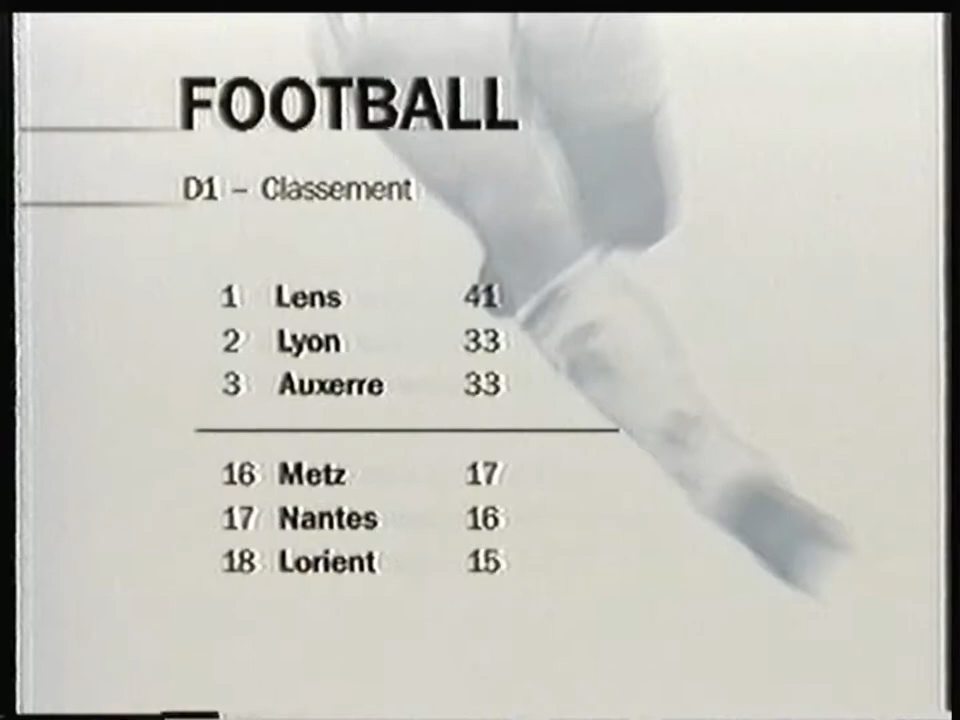 FOOTBALL
D1 – Classement
1 Lens 41
2 Lyon 33
3 Auxerre 33
16 Metz 17
17 Nantes 16
18 Lorient 15